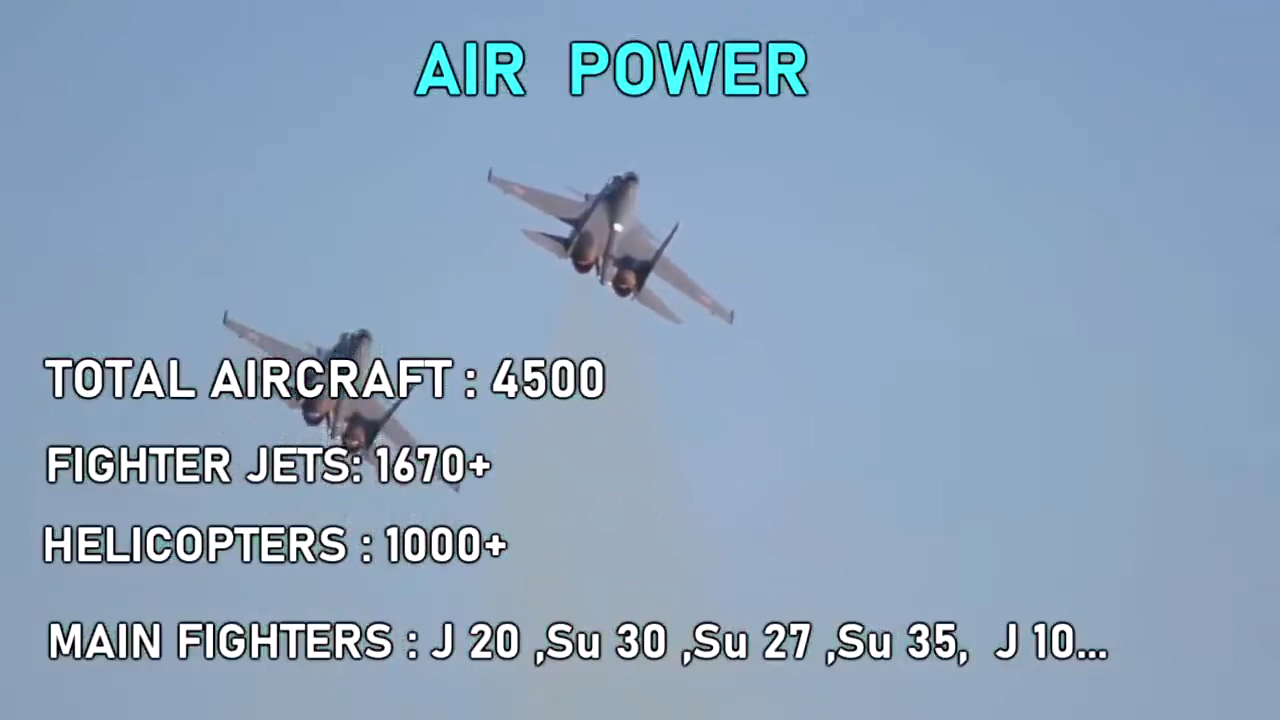 AIR POWER
TOTAL AIRCRAFT : 4500
FIGHTER JETS: 1670+
HELICOPTERS : 1000+
MAIN FIGHTERS : J 20 ,Su 30 ,Su 27 ,Su 35, J 10...